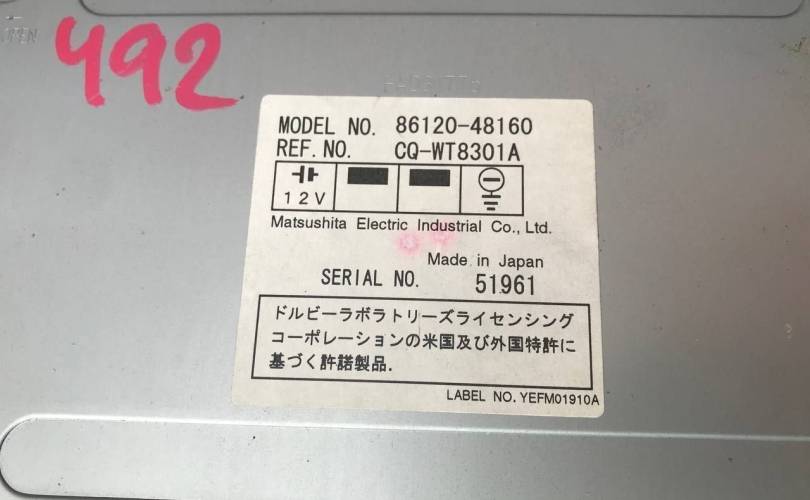 OPEN
492
MODEL NO. 86120-48160
REF. NO. CQ-WT8301A
12V
Matsushita Electric Industrial Co., Ltd.
Made in Japan
SERIAL NO. 51961
ドルビーラボラトリーズライセンシング
コーポレーションの米国及び外国特許に
基づく許諾製品.
LABEL NO. YEFM01910A